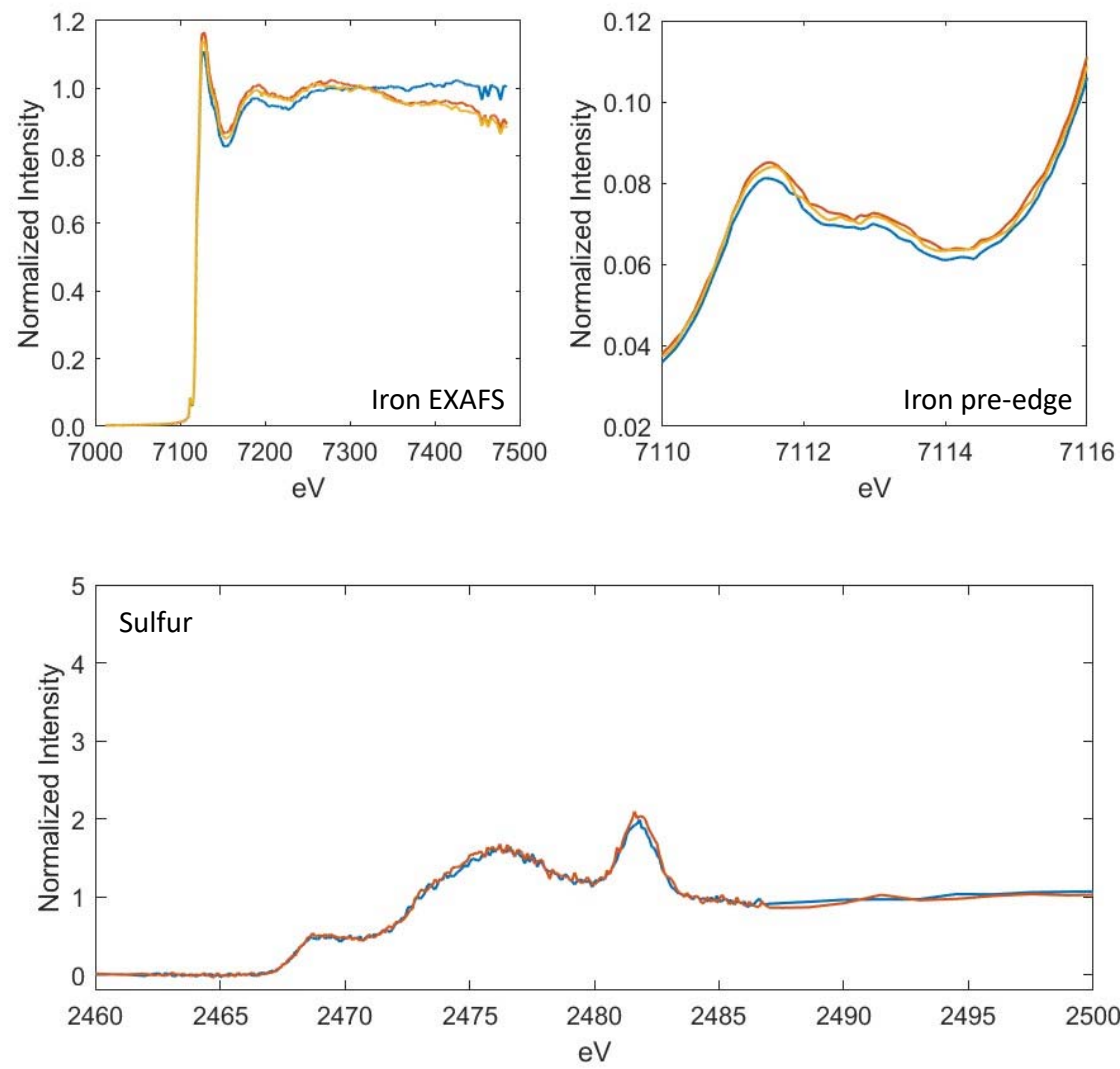 1.2
1.0
0.8
0.6
0.4
0.2
0.0
Normalized Intensity
Iron EXAFS
7000 7100 7200 7300 7400 7500
eV
0.12
0.10
0.08
0.06
0.04
0.02
Normalized Intensity
Iron pre-edge
7110 7112 7114 7116
eV
5
4
3
2
1
0
Normalized Intensity
Sulfur
2460 2465 2470 2475 2480 2485 2490 2495 2500
eV